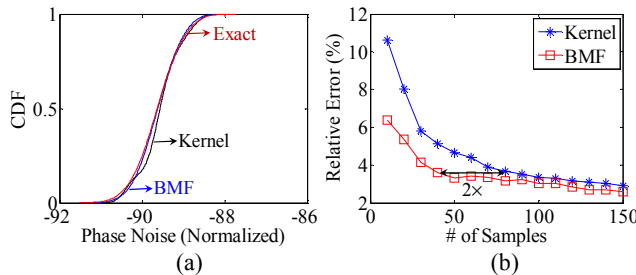 1
0.5
0
CDF
Exact
Kernel
BMF
-92
-90
-88
-86
Phase Noise (Normalized)
(a)
12
10
8
6
4
2
0
Relative Error (%)
Kernel
BMF
2×
0
50
100
150
# of Samples
(b)